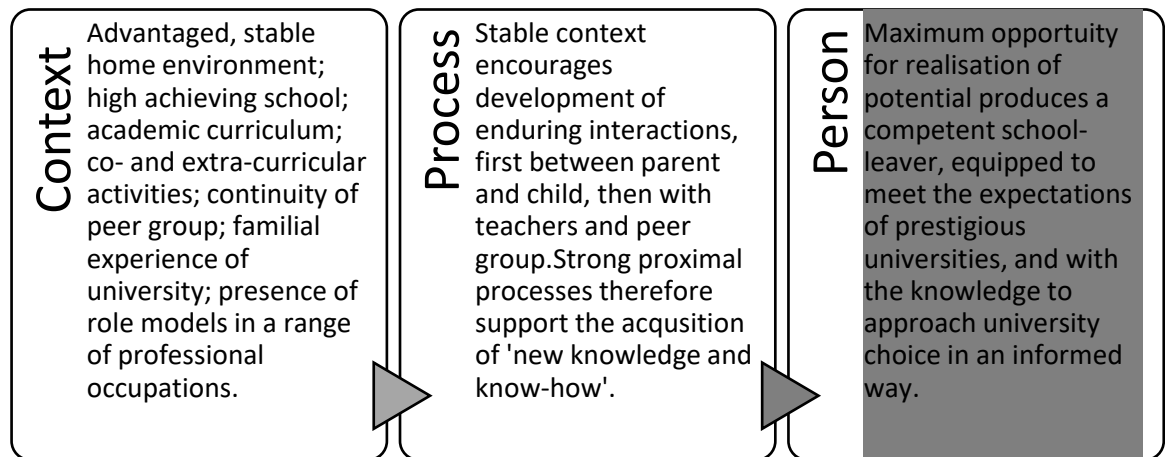 Context
Advantaged, stable
home environment;
high achieving school;
academic curriculum;
co- and extra-curricular
activities; continuity of
peer group; familial
experience of
university; presence of
role models in a range
of professional
occupations.
Process
Stable context
encourages
development of
enduring interactions,
first between parent
and child, then with
teachers and peer
group.Strong proximal
processes therefore
support the acqusition
of 'new knowledge and
know-how'.
Person
Maximum opportuity
for realisation of
potential produces a
competent school-
leaver, equipped to
meet the expectations
of prestigious
universities, and with
the knowledge to
approach university
choice in an informed
way.